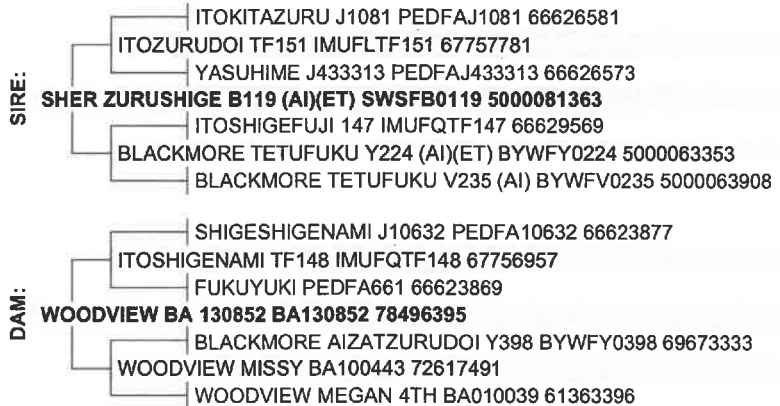 ITOKITAZURU J1081 PEDFAJ1081 66626581
ITOZURUDOI TF151 IMUFLTF151 67757781
YASUHIME J433313 PEDFAJ433313 66626573
SIRE:
SHER ZURUSHIGE B119 (AI)(ET) SWSFB0119 5000081363
ITOSHIGEFUJI 147 IMUFQTF147 66629569
BLACKMORE TETUFUKU Y224 (AI)(ET) BYWFY0224 5000063353
BLACKMORE TETUFUKU V235 (AI) BYWFV0235 5000063908
SHIGESHIGENAMI J10632 PEDFA10632 66623877
ITOSHIGENAMI TF148 IMUFQTF148 67756957
FUKUYUKI PEDFA661 66623869
DAM:
WOODVIEW BA 130852 BA130852 78496395
BLACKMORE AIZATZURUDOI Y398 BYWFY0398 69673333
WOODVIEW MISSY BA100443 72617491
WOODVIEW MEGAN 4TH BA010039 61363396